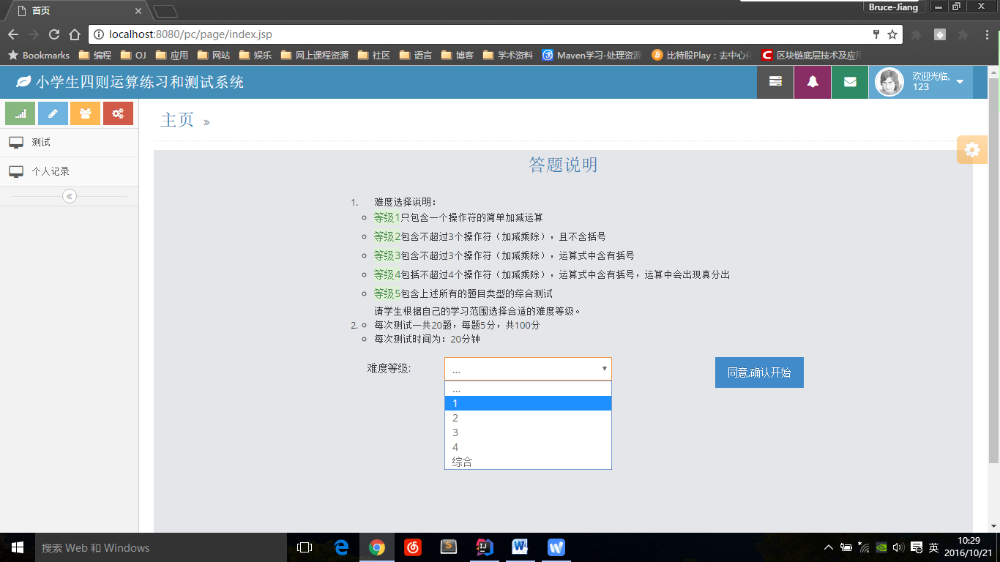 首页
Bruce-Jiang
localhost:8080/pc/page/index.jsp
Bookmarks 编程 OJ 应用 网站 娱乐 网上课程资源 社区 语言 博客 学术资料 Maven学习-处理资源 比特股Play：去中心化 区块链底层技术及应用
小学生四则运算练习和测试系统
欢迎光临,
123
主页 »
测试
个人记录
答题说明
1. 难度选择说明：
等级1只包含一个操作符的简单加减运算
等级2包含不超过3个操作符（加减乘除），且不含括号
等级3包含不超过3个操作符（加减乘除），运算式中含有括号
等级4包括不超过4个操作符（加减乘除），运算式中含有括号，运算中会出现真分出
等级5包含上述所有的题目类型的综合测试
请学生根据自己的学习范围选择合适的难度等级。
2. 每次测试一共20题，每题5分，共100分
每次测试时间为：20分钟
难度等级: ... 同意,确认开始
...
1
2
3
4
综合
搜索 Web 和 Windows
英
10:29
2016/10/21